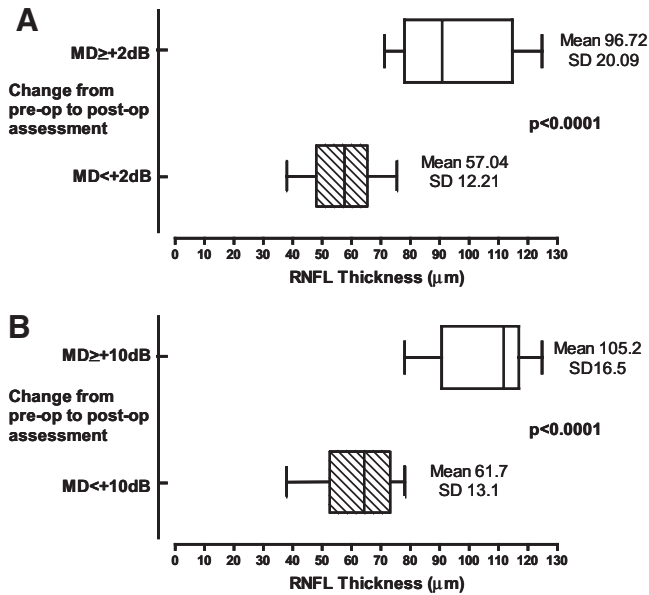 A
MD≥+2dB
Mean 96.72
SD 20.09
Change from
pre-op to post-op
assessment
p<0.0001
MD<+2dB
Mean 57.04
SD 12.21
0 10 20 30 40 50 60 70 80 90 100 110 120 130
RNFL Thickness (μm)
B
MD≥+10dB
Mean 105.2
SD16.5
Change from
pre-op to post-op
assessment
p<0.0001
MD<+10dB
Mean 61.7
SD 13.1
0 10 20 30 40 50 60 70 80 90 100 110 120 130
RNFL Thickness (μm)